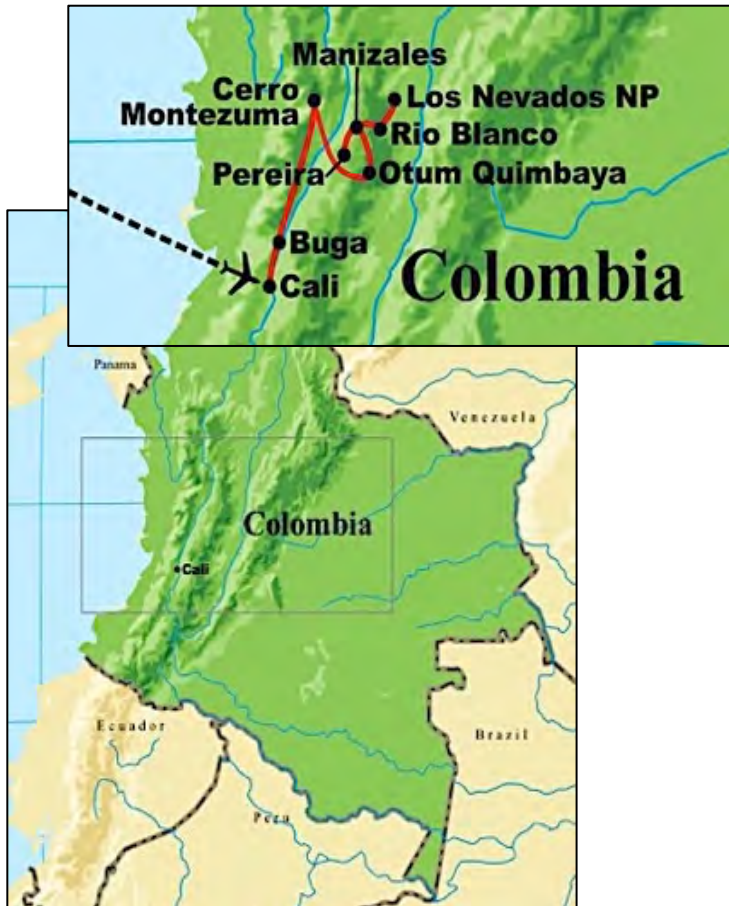 Manizales
Cerro
Montezuma
Los Nevados NP
Rio Blanco
Pereira
Otum Quimbaya
Buga
Cali
Colombia
Panama
Venezuela
Colombia
Cali
Ecuador
Brazil
Peru